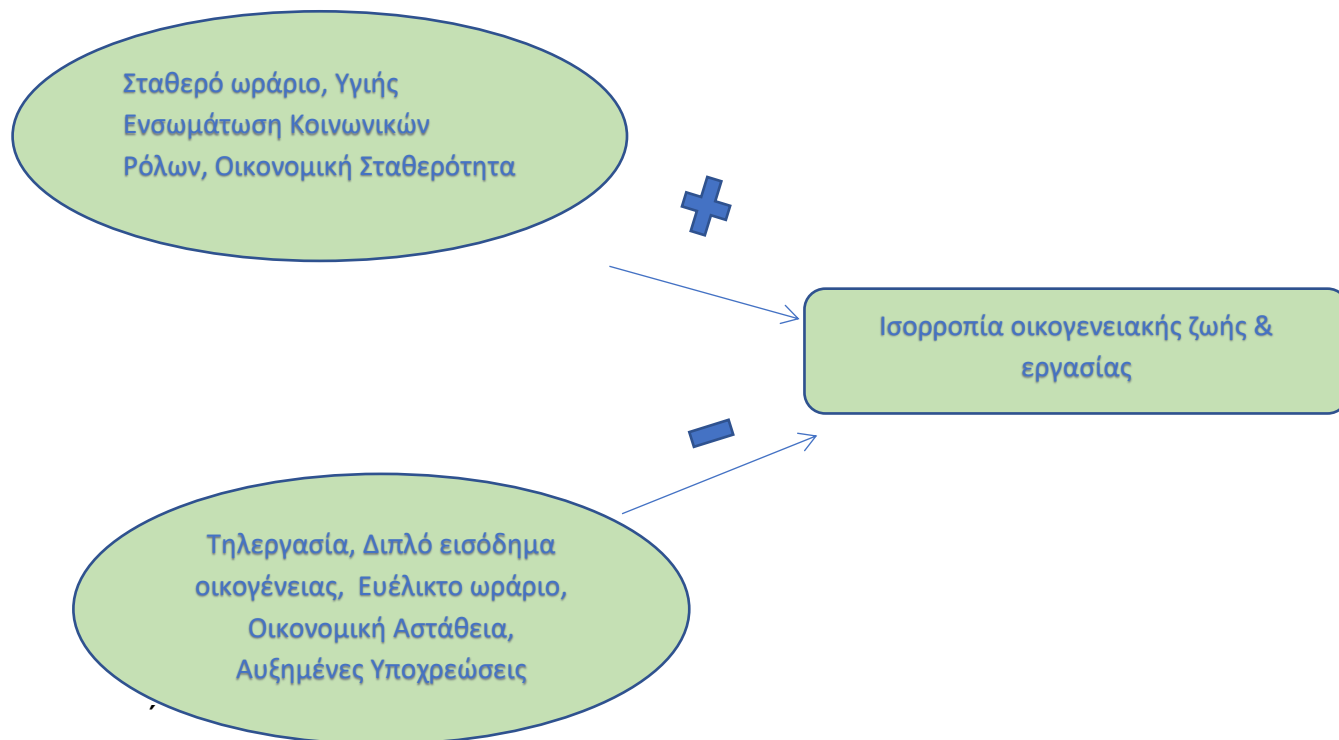 Σταθερό ωράριο, Υγιής
Ενσωμάτωση Κοινωνικών
Ρόλων, Οικονομική Σταθερότητα
Ισορροπία οικογενειακής ζωής &
εργασίας
Τηλεργασία, Διπλό εισόδημα
οικογένειας, Ευέλικτο ωράριο,
Οικονομική Αστάθεια,
Αυξημένες Υποχρεώσεις